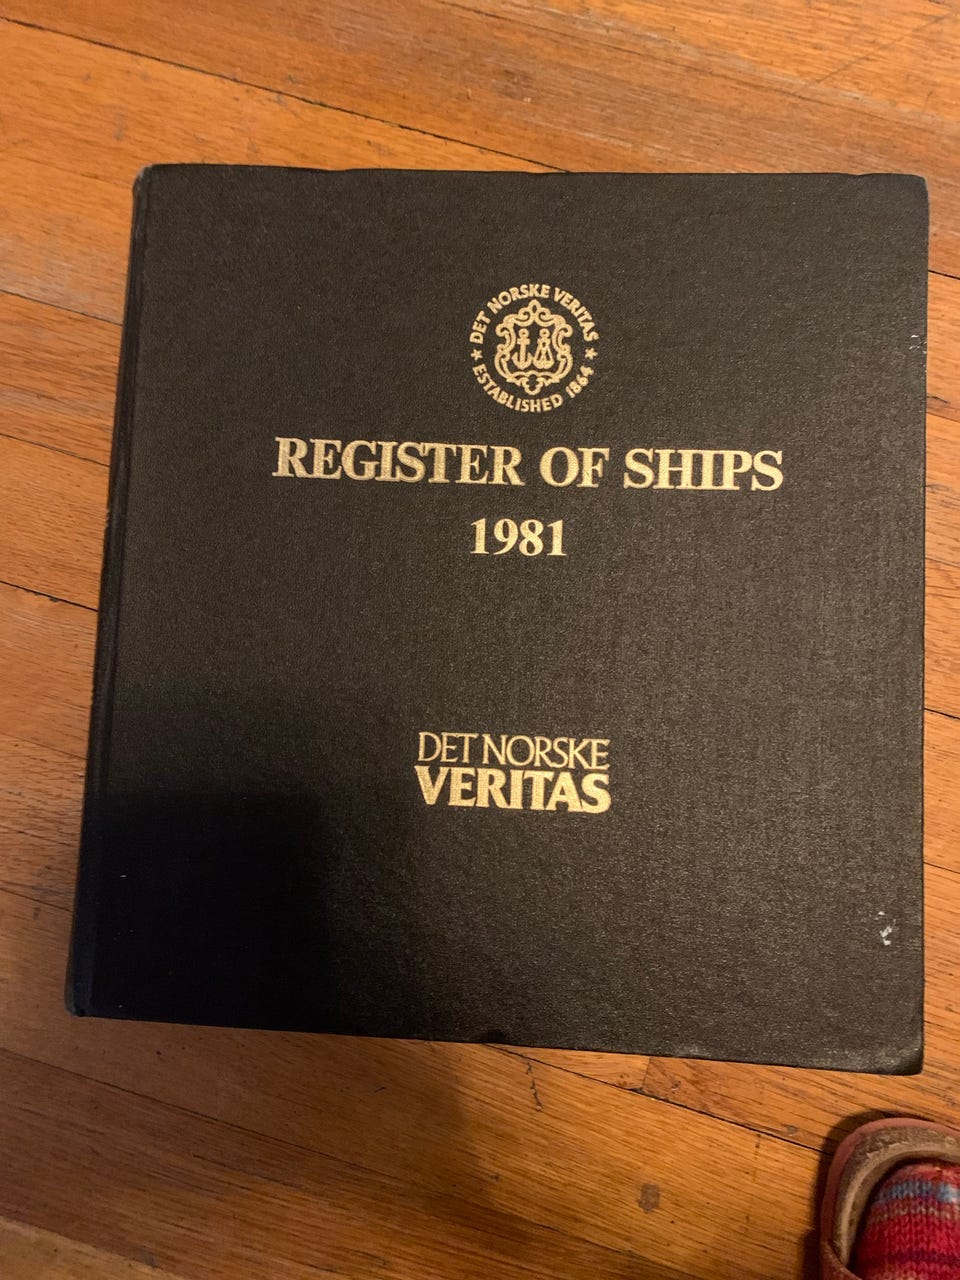 ★ DET NORSKE VERITAS ★
ESTABLISHED 1864
REGISTER OF SHIPS
1981
DET NORSKE
VERITAS